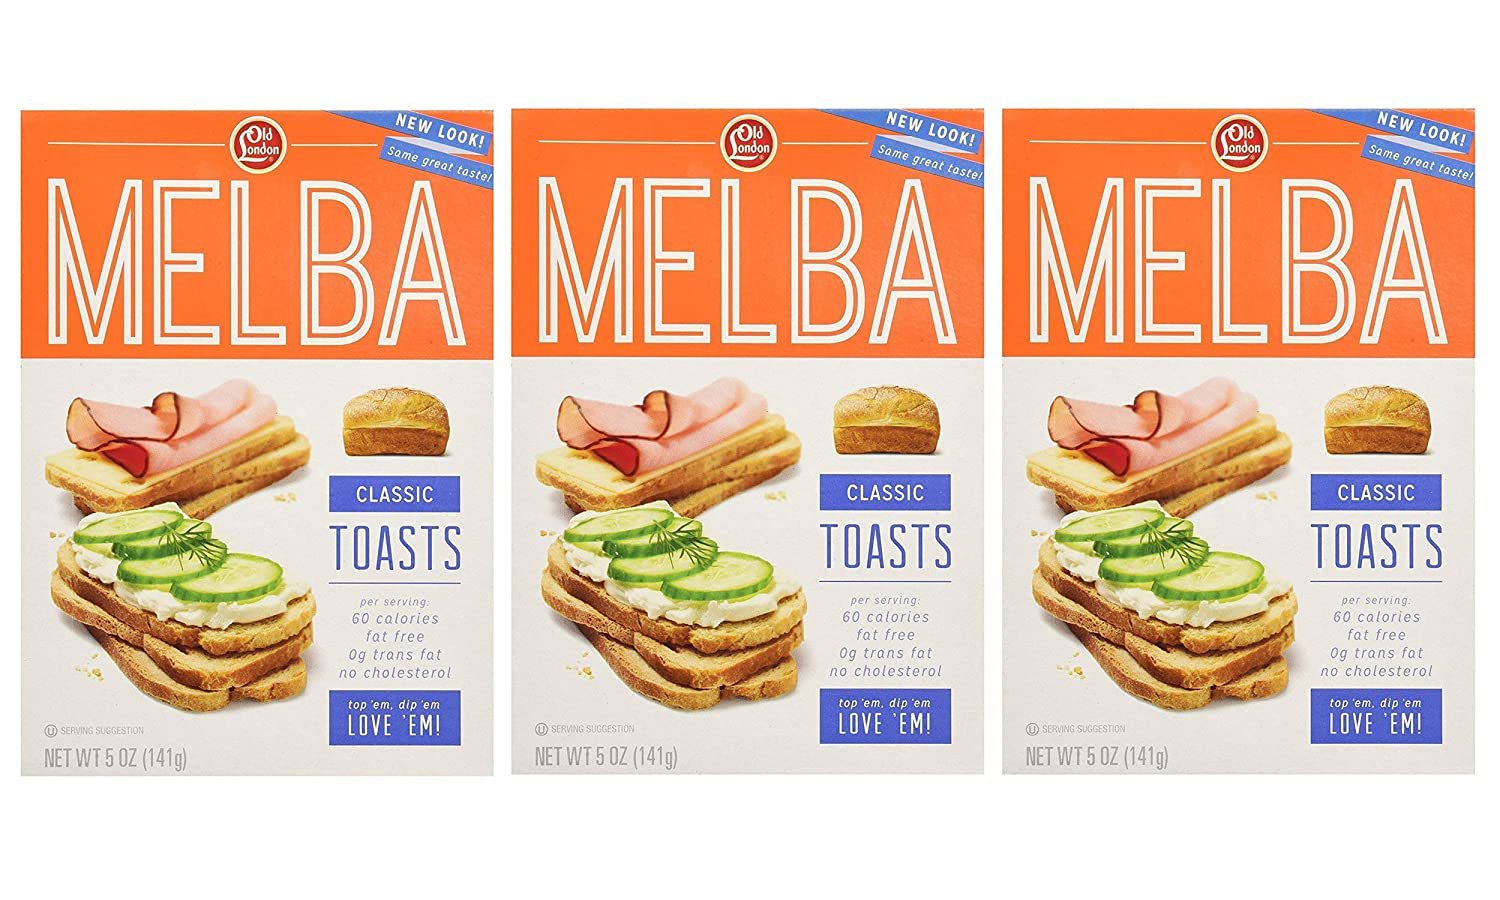 Old
London®
NEW LOOK!
Same great taste!
MELBA
CLASSIC
TOASTS
per serving:
60 calories
fat free
0g trans fat
no cholesterol
top 'em, dip 'em
LOVE 'EM!
U SERVING SUGGESTION
NET WT 5 OZ (141g)
Old
London®
NEW LOOK!
Same great taste!
MELBA
CLASSIC
TOASTS
per serving:
60 calories
fat free
0g trans fat
no cholesterol
top 'em, dip 'em
LOVE 'EM!
U SERVING SUGGESTION
NET WT 5 OZ (141g)
Old
London®
NEW LOOK!
Same great taste!
MELBA
CLASSIC
TOASTS
per serving:
60 calories
fat free
0g trans fat
no cholesterol
top 'em, dip 'em
LOVE 'EM!
U SERVING SUGGESTION
NET WT 5 OZ (141g)